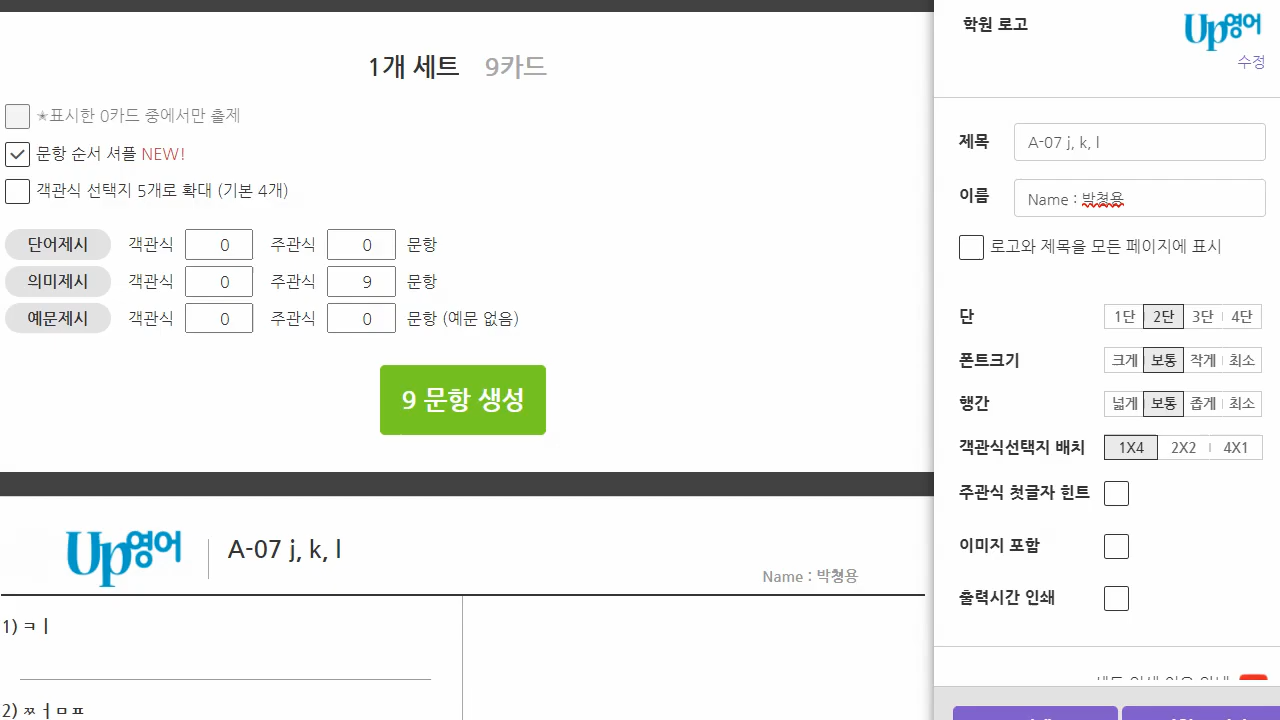 1개 세트 9카드
★표시한 0카드 중에서만 출제
문항 순서 셔플 NEW!
객관식 선택지 5개로 확대 (기본 4개)
단어제시 객관식 0 주관식 0 문항
의미제시 객관식 0 주관식 9 문항
예문제시 객관식 0 주관식 0 문항 (예문 없음)
9 문항 생성
Up영어 A-07 j, k, l
Name : 박청용
1) ㅋㅣ
2) ㅉㅓㅁㅍ
학원 로고 Up영어
수정
제목 A-07 j, k, l
이름 Name : 박청용
로고와 제목을 모든 페이지에 표시
단 1단 2단 3단 4단
폰트크기 크게 보통 작게 최소
행간 넓게 보통 좁게 최소
객관식선택지 배치 1X4 2X2 4X1
주관식 첫글자 힌트
이미지 포함
출력시간 인쇄